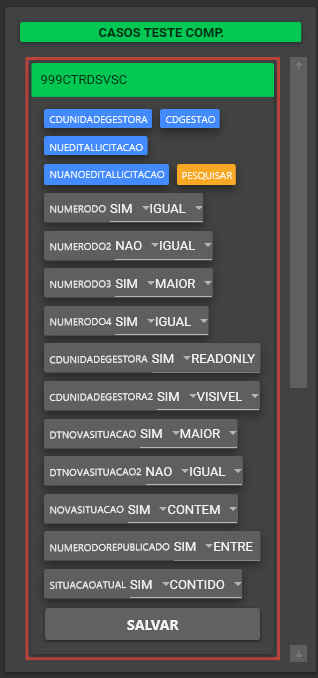 CASOS TESTE COMP.
999CTRDSVSC
CDUNIDADEGESTORA CDGESTAO
NUEDITALLICITACAO
NUANOEDITALLICITACAO PESQUISAR
NUMERODO SIM IGUAL
NUMERODO2 NAO IGUAL
NUMERODO3 SIM MAIOR
NUMERODO4 SIM IGUAL
CDUNIDADEGESTORA SIM READONLY
CDUNIDADEGESTORA2 SIM VISIVEL
DTNOVASITUACAO SIM MAIOR
DTNOVASITUACAO2 NAO IGUAL
NOVASITUACAO SIM CONTEM
NUMERODOREPUBLICADO SIM ENTRE
SITUACAOATUAL SIM CONTIDO
SALVAR